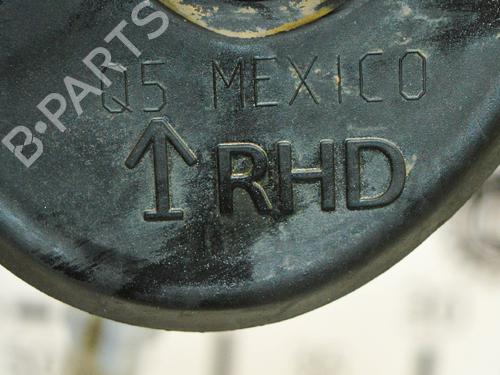 B-PARTS
Q5 MEXICO
↑ RHD